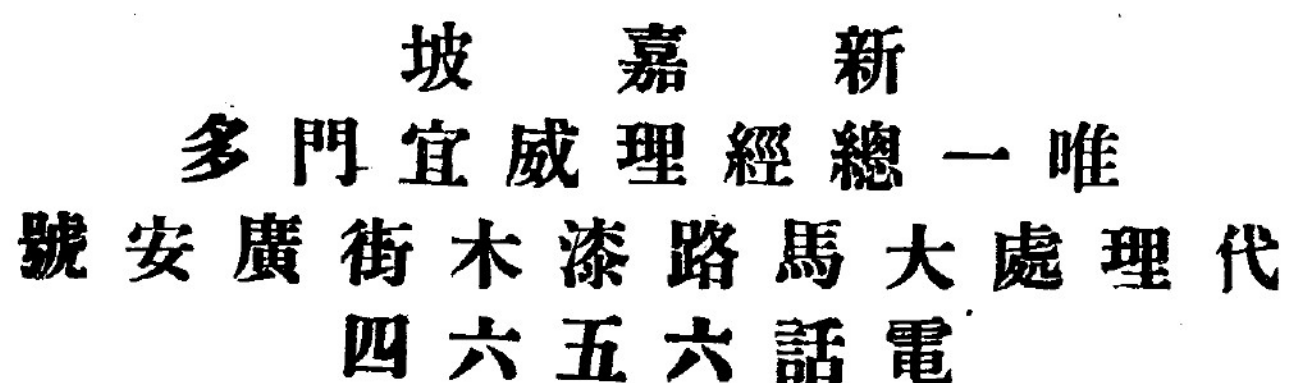 新嘉坡
唯一總經理威宜門多
代理處大馬路漆木街廣安號
電話六五六四